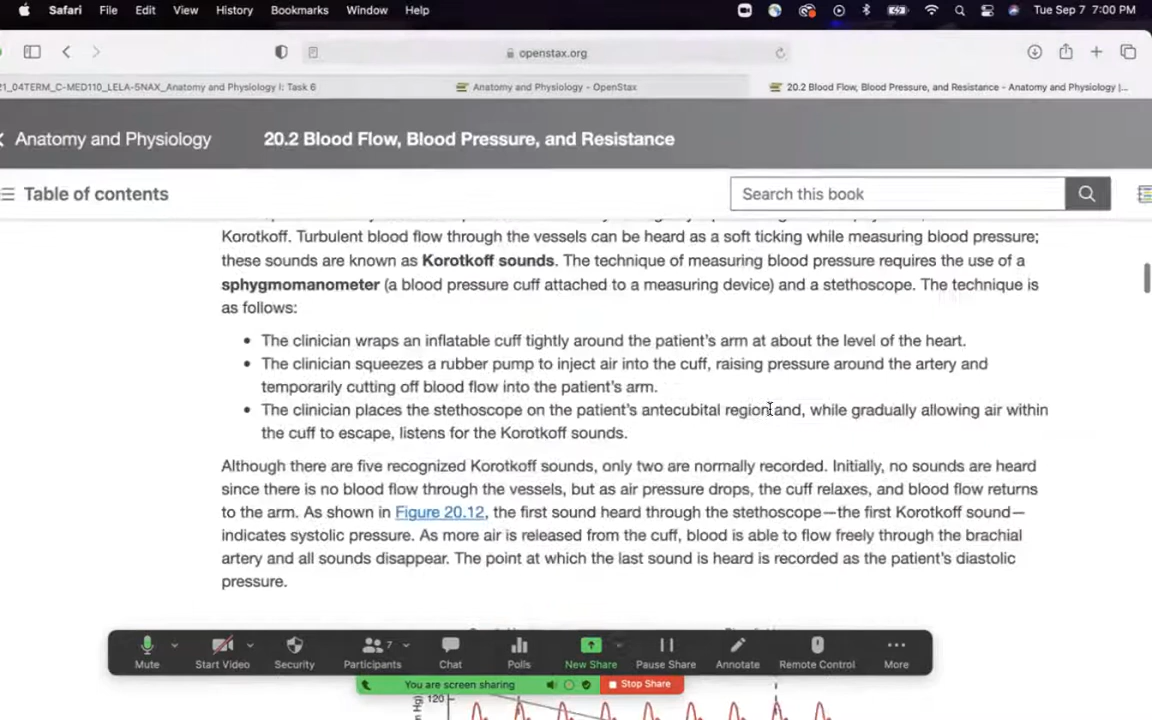 Safari File Edit View History Bookmarks Window Help Tue Sep 7 7:00 PM
openstax.org
21_04TERM_C-MED110_LELA-5NAX_Anatomy and Physiology I: Task 6 Anatomy and Physiology - OpenStax 20.2 Blood Flow, Blood Pressure, and Resistance - Anatomy and Physiology |...
Anatomy and Physiology 20.2 Blood Flow, Blood Pressure, and Resistance
Table of contents Search this book
Korotkoff. Turbulent blood flow through the vessels can be heard as a soft ticking while measuring blood pressure;
these sounds are known as Korotkoff sounds. The technique of measuring blood pressure requires the use of a
sphygmomanometer (a blood pressure cuff attached to a measuring device) and a stethoscope. The technique is
as follows:
• The clinician wraps an inflatable cuff tightly around the patient's arm at about the level of the heart.
• The clinician squeezes a rubber pump to inject air into the cuff, raising pressure around the artery and
temporarily cutting off blood flow into the patient's arm.
• The clinician places the stethoscope on the patient's antecubital region and, while gradually allowing air within
the cuff to escape, listens for the Korotkoff sounds.
Although there are five recognized Korotkoff sounds, only two are normally recorded. Initially, no sounds are heard
since there is no blood flow through the vessels, but as air pressure drops, the cuff relaxes, and blood flow returns
to the arm. As shown in Figure 20.12, the first sound heard through the stethoscope—the first Korotkoff sound—
indicates systolic pressure. As more air is released from the cuff, blood is able to flow freely through the brachial
artery and all sounds disappear. The point at which the last sound is heard is recorded as the patient's diastolic
pressure.
7
Mute Start Video Security Participants Chat Polls New Share Pause Share Annotate Remote Control More
You are screen sharing Stop Share
120
Hg)